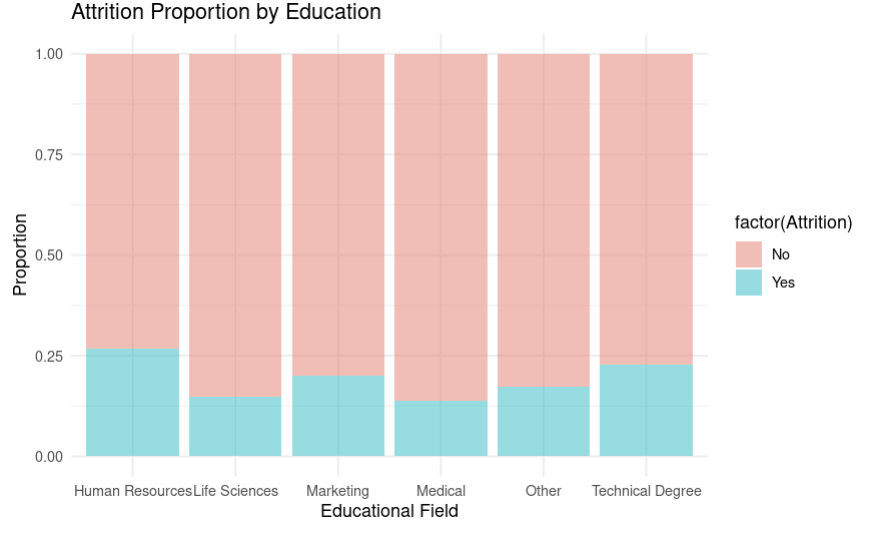 Attrition Proportion by Education
1.00
0.75
0.50
0.25
0.00
Proportion
Human Resources Life Sciences Marketing Medical Other Technical Degree
Educational Field
factor(Attrition)
No
Yes